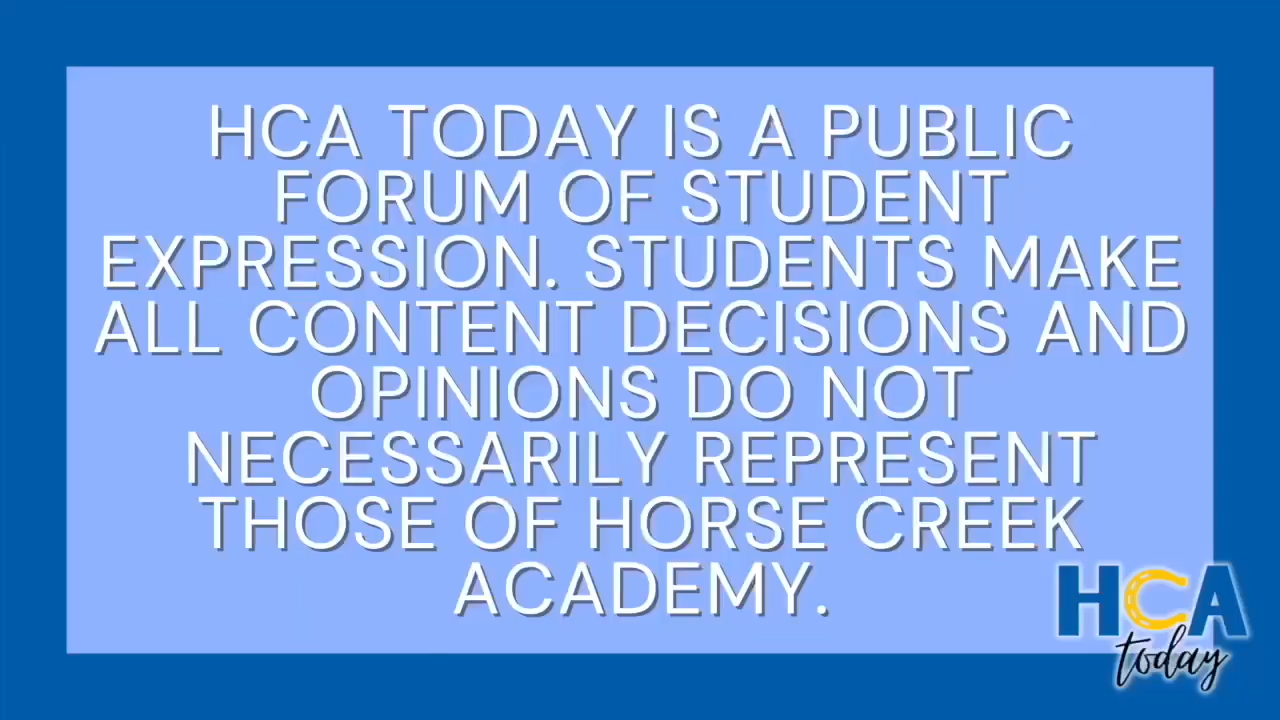 HCA TODAY IS A PUBLIC
FORUM OF STUDENT
EXPRESSION. STUDENTS MAKE
ALL CONTENT DECISIONS AND
OPINIONS DO NOT
NECESSARILY REPRESENT
THOSE OF HORSE CREEK
ACADEMY.
HCA
today